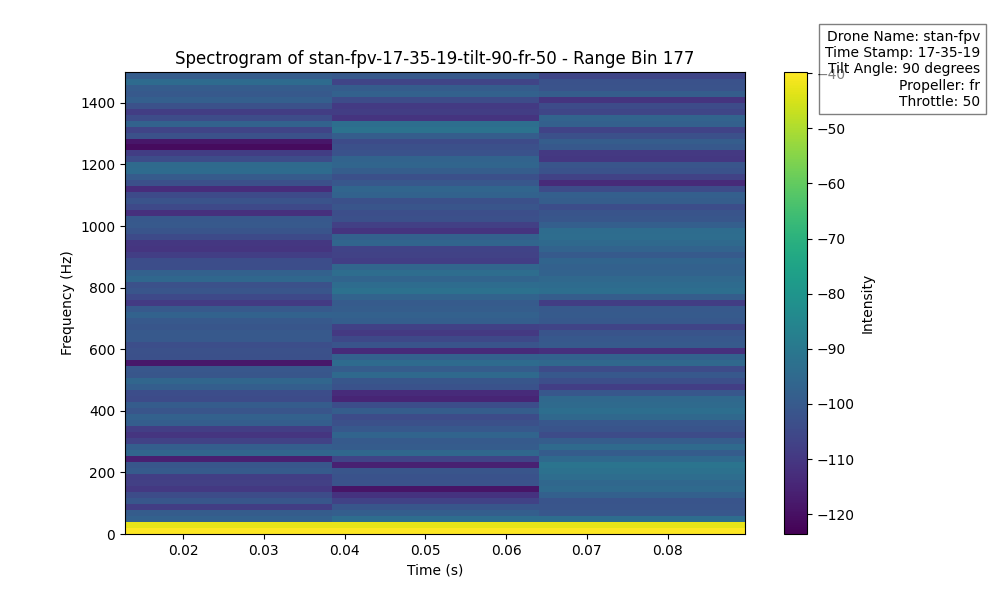 Drone Name: stan-fpv
Time Stamp: 17-35-19
Tilt Angle: 90 degrees
Propeller: fr
Throttle: 50
Spectrogram of stan-fpv-17-35-19-tilt-90-fr-50 - Range Bin 177
Frequency (Hz)
1400
1200
1000
800
600
400
200
0
0.02 0.03 0.04 0.05 0.06 0.07 0.08
Time (s)
−40
−50
−60
−70
−80
−90
−100
−110
−120
Intensity